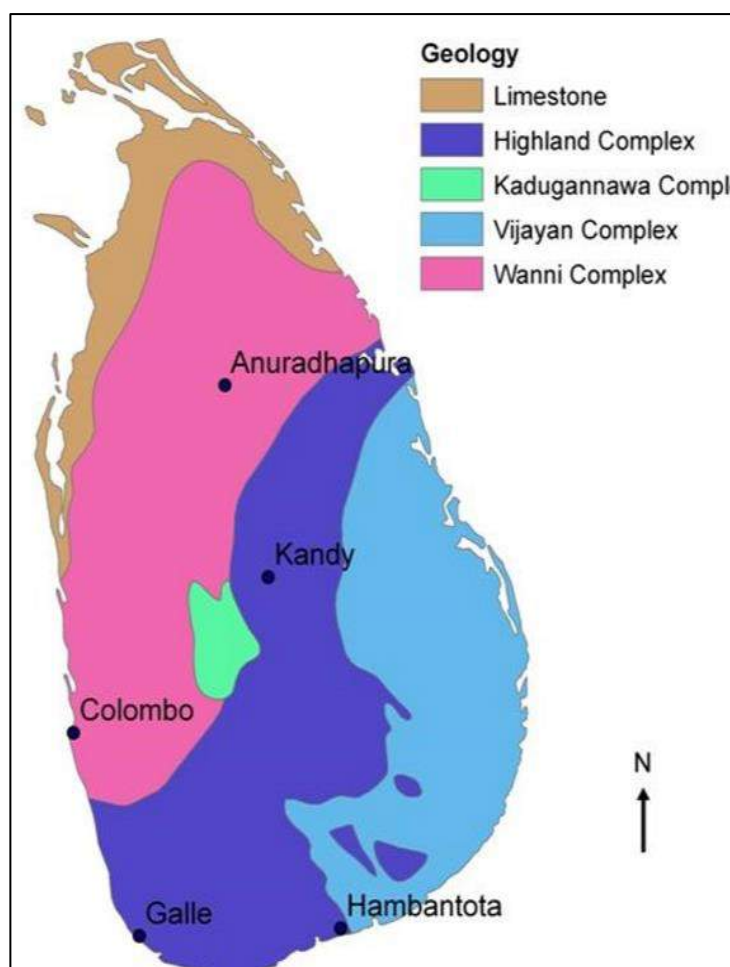 Geology
Limestone
Highland Complex
Kadugannawa Compl
Vijayan Complex
Wanni Complex
Anuradhapura
Kandy
Colombo
N
Galle
Hambantota